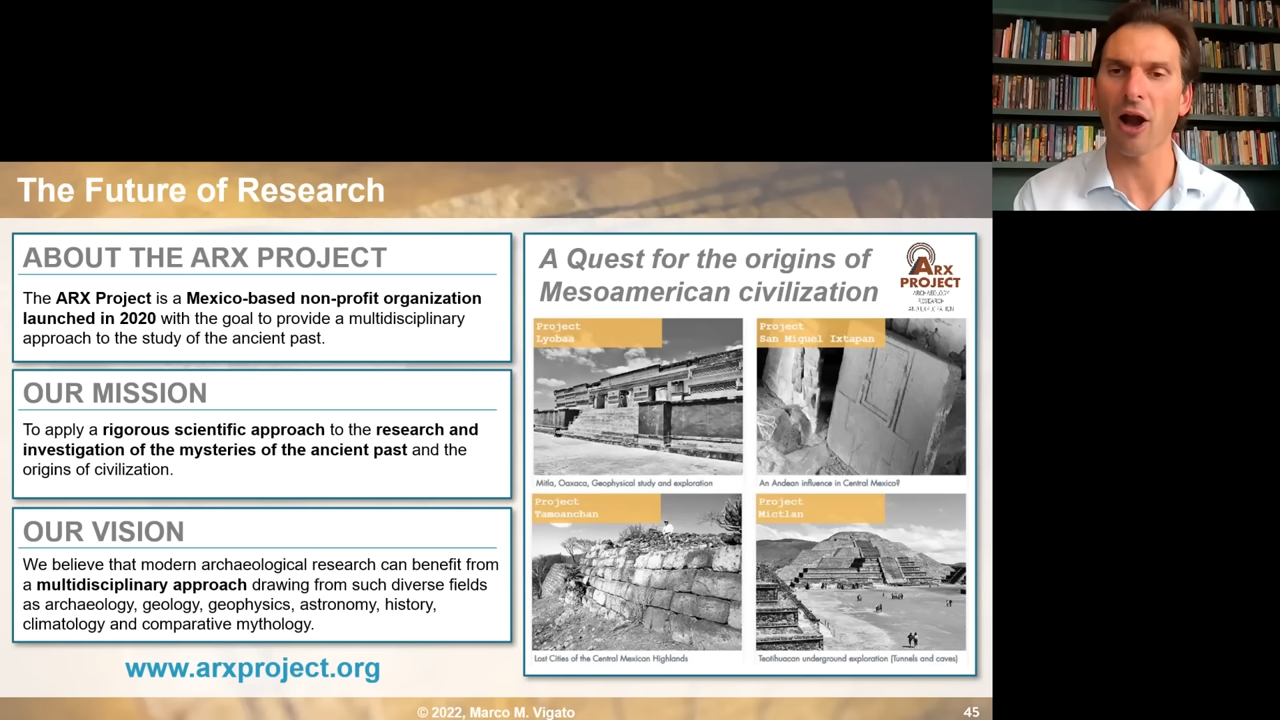 The Future of Research
ABOUT THE ARX PROJECT
The ARX Project is a Mexico-based non-profit organization
launched in 2020 with the goal to provide a multidisciplinary
approach to the study of the ancient past.
OUR MISSION
To apply a rigorous scientific approach to the research and
investigation of the mysteries of the ancient past and the
origins of civilization.
OUR VISION
We believe that modern archaeological research can benefit from
a multidisciplinary approach drawing from such diverse fields
as archaeology, geology, geophysics, astronomy, history,
climatology and comparative mythology.
www.arxproject.org
A Quest for the origins of
Mesoamerican civilization
ARX
PROJECT
ARCHAEOLOGY
RESEARCH
AND EXPLORATION
Project
Lyobaa
Mitla, Oaxaca, Geophysical study and exploration
Project
San Miguel Ixtapan
An Andean influence in Central Mexico?
Project
Tamoanchan
Lost Cities of the Central Mexican Highlands
Project
Mictlan
Teotihuacan underground exploration (Tunnels and caves)
© 2022, Marco M. Vigato
45